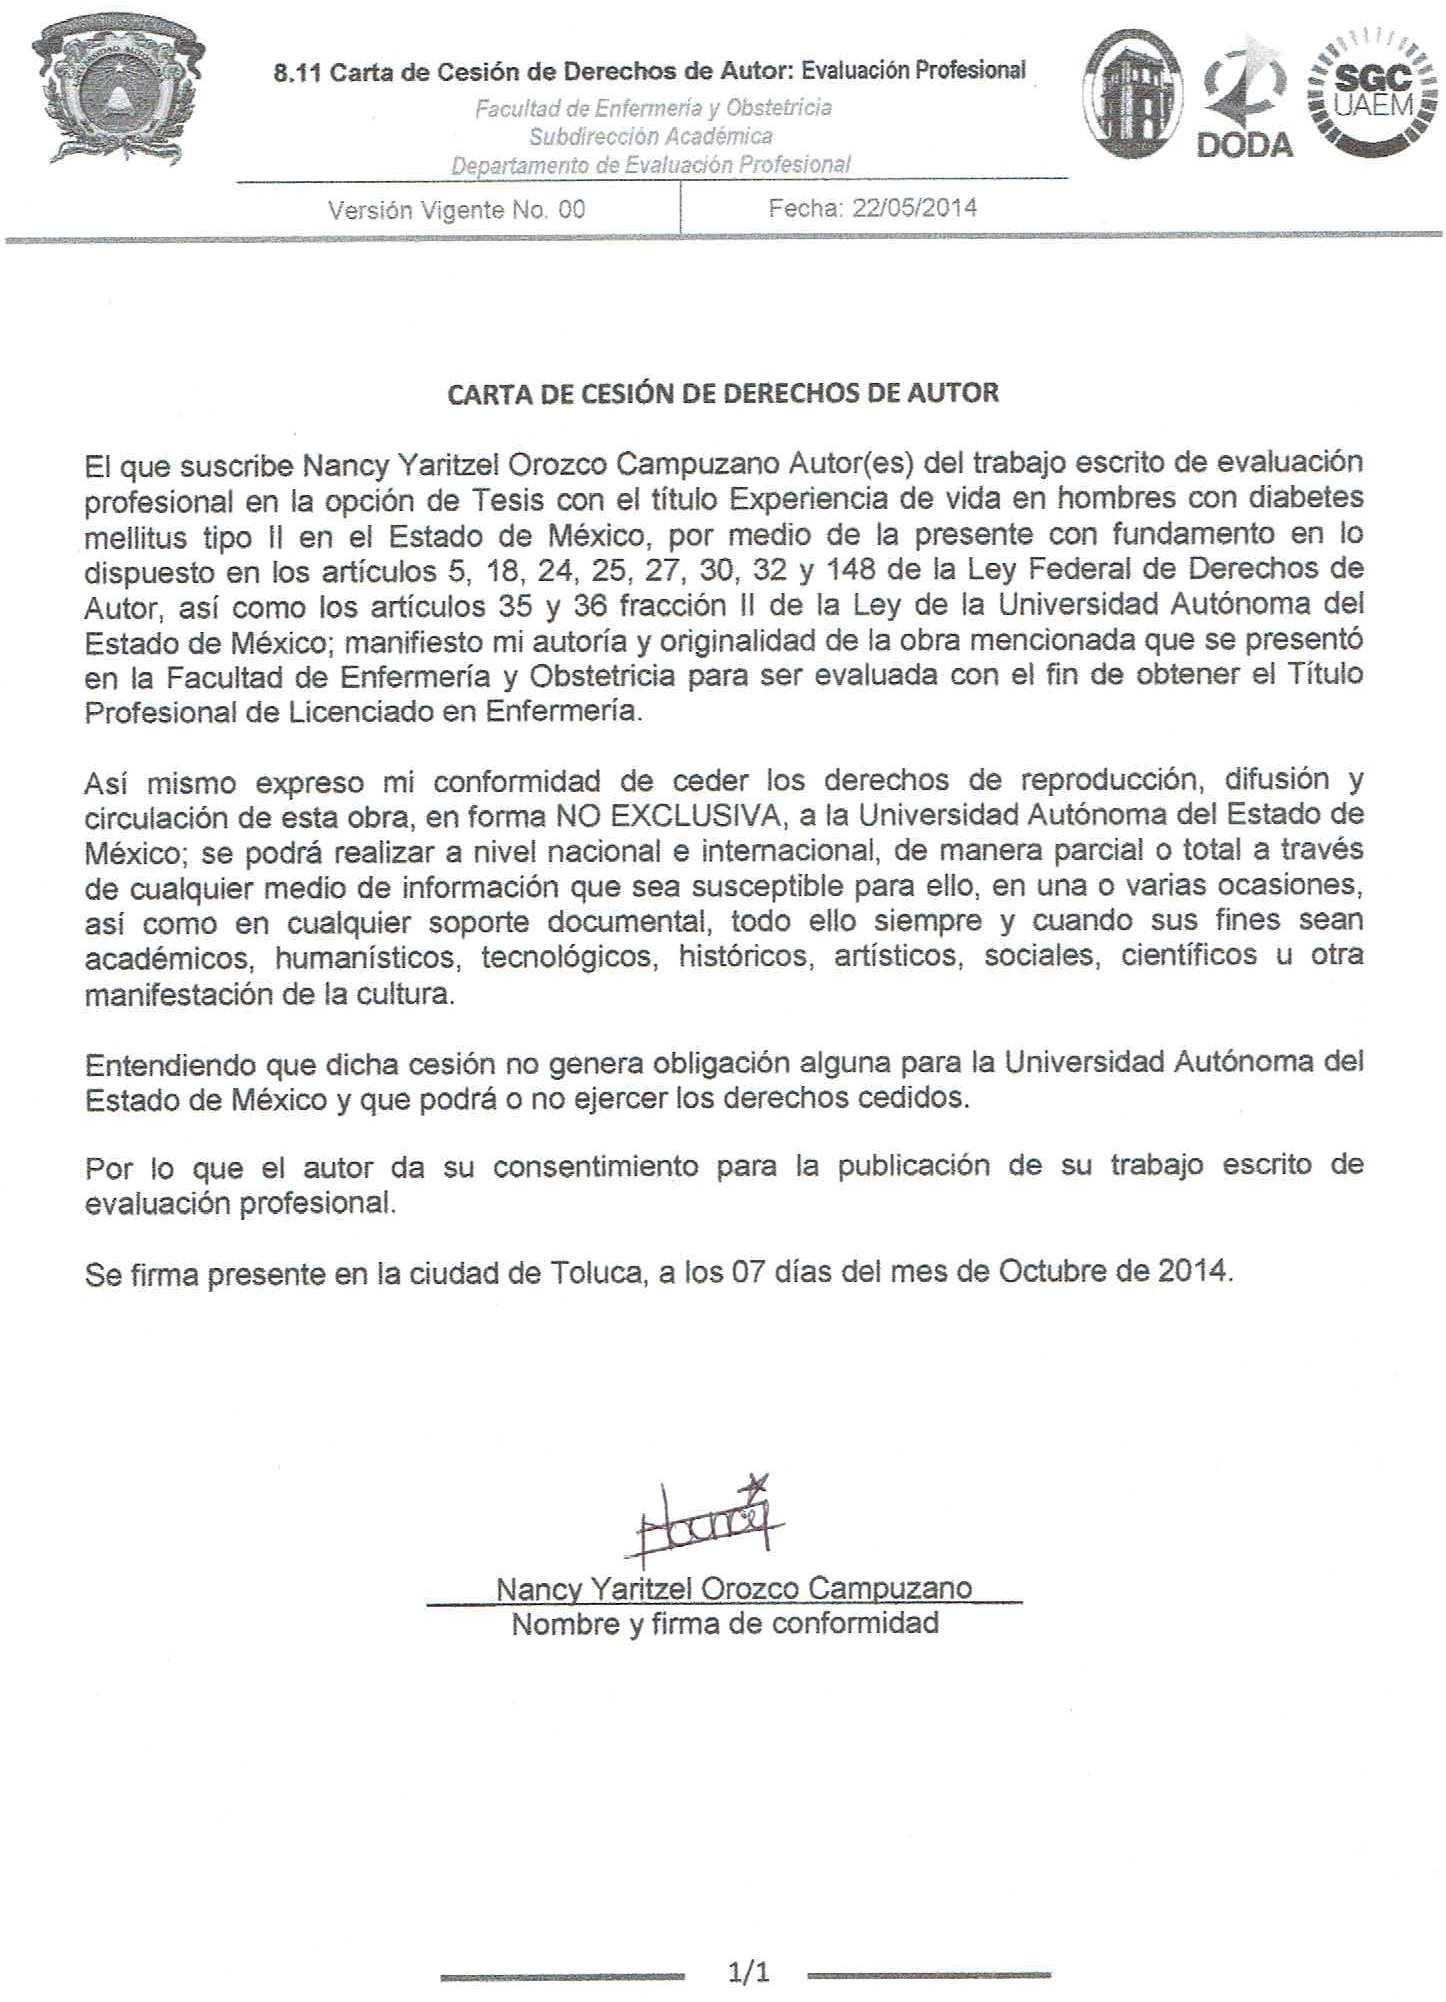 8.11 Carta de Cesión de Derechos de Autor: Evaluación Profesional
Facultad de Enfermería y Obstetricia
Subdirección Académica
Departamento de Evaluación Profesional
Versión Vigente No. 00
Fecha: 22/05/2014
DODA
SGC
UAEM
CARTA DE CESIÓN DE DERECHOS DE AUTOR
El que suscribe Nancy Yaritzel Orozco Campuzano Autor(es) del trabajo escrito de evaluación
profesional en la opción de Tesis con el título Experiencia de vida en hombres con diabetes
mellitus tipo II en el Estado de México, por medio de la presente con fundamento en lo
dispuesto en los artículos 5, 18, 24, 25, 27, 30, 32 y 148 de la Ley Federal de Derechos de
Autor, así como los artículos 35 y 36 fracción II de la Ley de la Universidad Autónoma del
Estado de México; manifiesto mi autoría y originalidad de la obra mencionada que se presentó
en la Facultad de Enfermería y Obstetricia para ser evaluada con el fin de obtener el Título
Profesional de Licenciado en Enfermería.
Así mismo expreso mi conformidad de ceder los derechos de reproducción, difusión y
circulación de esta obra, en forma NO EXCLUSIVA, a la Universidad Autónoma del Estado de
México; se podrá realizar a nivel nacional e internacional, de manera parcial o total a través
de cualquier medio de información que sea susceptible para ello, en una o varias ocasiones,
así como en cualquier soporte documental, todo ello siempre y cuando sus fines sean
académicos, humanísticos, tecnológicos, históricos, artísticos, sociales, científicos u otra
manifestación de la cultura.
Entendiendo que dicha cesión no genera obligación alguna para la Universidad Autónoma del
Estado de México y que podrá o no ejercer los derechos cedidos.
Por lo que el autor da su consentimiento para la publicación de su trabajo escrito de
evaluación profesional.
Se firma presente en la ciudad de Toluca, a los 07 días del mes de Octubre de 2014.
Nancy
Nancy Yaritzel Orozco Campuzano
Nombre y firma de conformidad
1/1